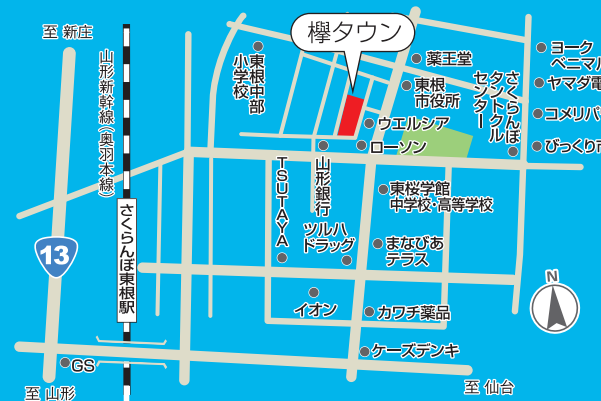 至 新庄
山形新幹線(奥羽本線)
東根中部
小学校
欅タウン
薬王堂
東根
市役所
ウエルシア
ローソン
さくらんぼ
タントクル
センター
ヨーク
ベニマル
ヤマダ電
コメリパ
びっくり市
山形銀行
TSUTAYA
ツルハ
ドラッグ
東桜学館
中学校・高等学校
まなびあ
テラス
さくらんぼ東根駅
13
イオン
カワチ薬品
ケーズデンキ
N
GS
至 山形
至 仙台